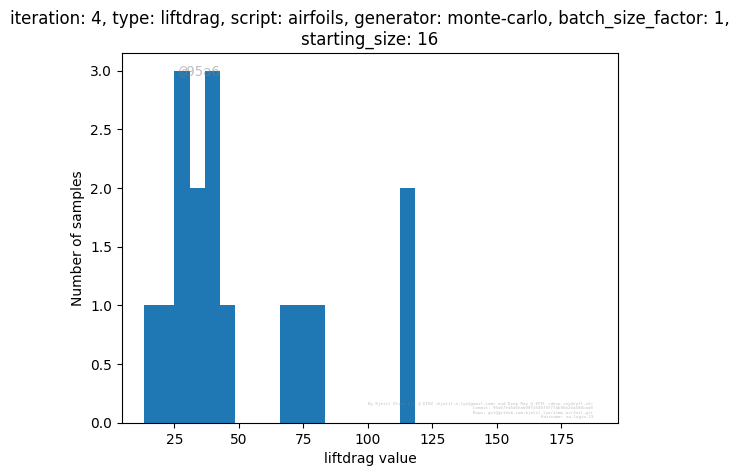 iteration: 4, type: liftdrag, script: airfoils, generator: monte-carlo, batch_size_factor: 1,
starting_size: 16
@95a6
3.0
2.5
2.0
1.5
1.0
0.5
0.0
Number of samples
25 50 75 100 125 150 175
liftdrag value